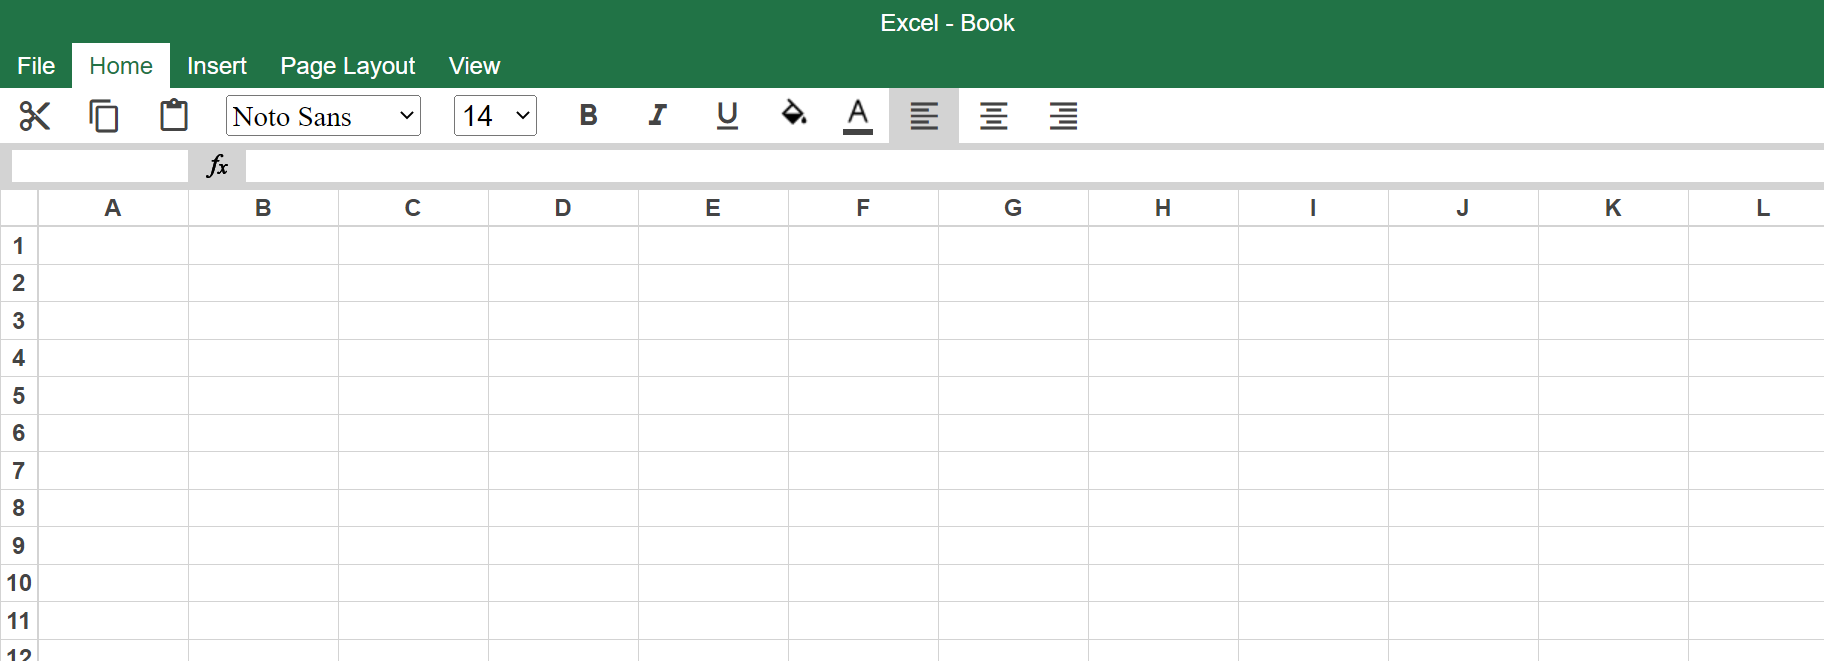 Excel - Book
File Home Insert Page Layout View
Noto Sans 14 B I U A
fx
A B C D E F G H I J K L
1
2
3
4
5
6
7
8
9
10
11
12